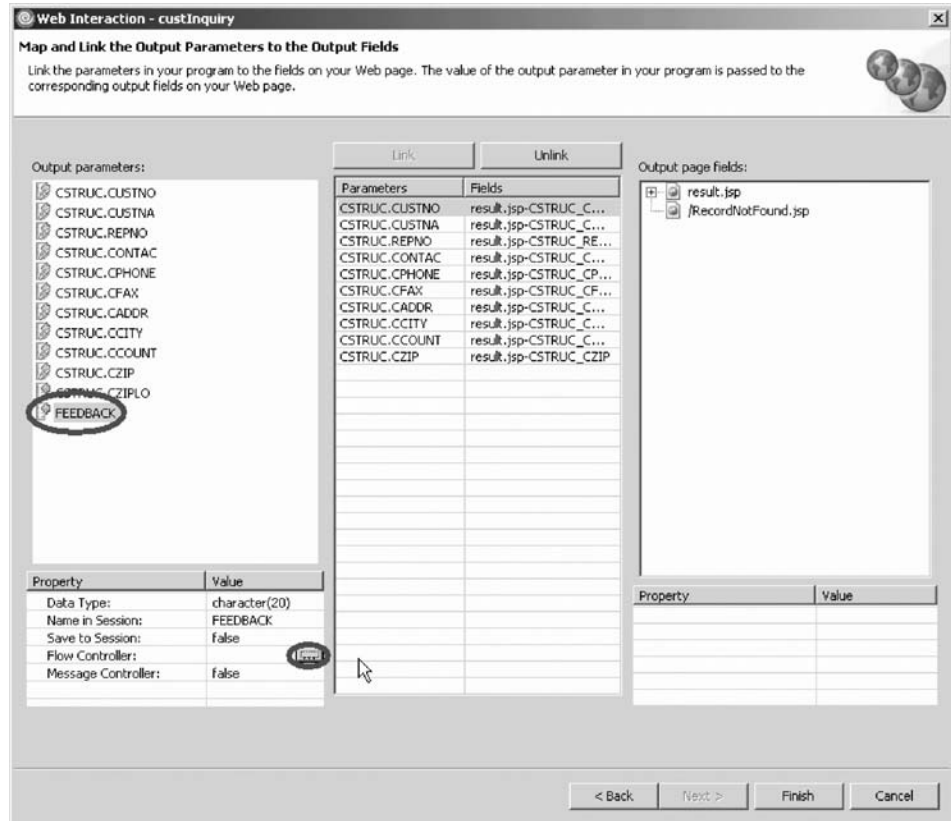 Web Interaction - custInquiry
Map and Link the Output Parameters to the Output Fields
Link the parameters in your program to the fields on your Web page. The value of the output parameter in your program is passed to the
corresponding output fields on your Web page.
Output parameters:
CSTRUC.CUSTNO
CSTRUC.CUSTNA
CSTRUC.REPNO
CSTRUC.CONTAC
CSTRUC.CPHONE
CSTRUC.CFAX
CSTRUC.CADDR
CSTRUC.CCITY
CSTRUC.CCOUNT
CSTRUC.CZIP
CSTRUC.CZIPLO
FEEDBACK
Property Value
Data Type: character(20)
Name in Session: FEEDBACK
Save to Session: false
Flow Controller:
Message Controller: false
Link Unlink
Parameters Fields
CSTRUC.CUSTNO result.jsp-CSTRUC_C...
CSTRUC.CUSTNA result.jsp-CSTRUC_C...
CSTRUC.REPNO result.jsp-CSTRUC_RE...
CSTRUC.CONTAC result.jsp-CSTRUC_C...
CSTRUC.CPHONE result.jsp-CSTRUC_CP...
CSTRUC.CFAX result.jsp-CSTRUC_CF...
CSTRUC.CADDR result.jsp-CSTRUC_C...
CSTRUC.CCITY result.jsp-CSTRUC_C...
CSTRUC.CCOUNT result.jsp-CSTRUC_C...
CSTRUC.CZIP result.jsp-CSTRUC_CZIP
Output page fields:
result.jsp
/RecordNotFound.jsp
Property Value
< Back Next > Finish Cancel